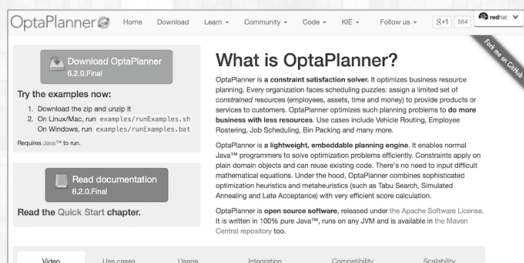 OptaPlanner Home Download Learn Community Code KIE Follow us g+1 584 redhat
Fork me on GitHub
Download OptaPlanner
6.2.0.Final
Try the examples now:
1. Download the zip and unzip it
2. On Linux/Mac, run examples/runExamples.sh
On Windows, run examples/runExamples.bat
Requires Java™ to run.
Read documentation
6.2.0.Final
Read the Quick Start chapter.
What is OptaPlanner?
OptaPlanner is a constraint satisfaction solver. It optimizes business resource
planning. Every organization faces scheduling puzzles: assign a limited set of
constrained resources (employees, assets, time and money) to provide products or
services to customers. OptaPlanner optimizes such planning problems to do more
business with less resources. Use cases include Vehicle Routing, Employee
Rostering, Job Scheduling, Bin Packing and many more.
OptaPlanner is a lightweight, embeddable planning engine. It enables normal
Java™ programmers to solve optimization problems efficiently. Constraints apply on
plain domain objects and can reuse existing code. There's no need to input difficult
mathematical equations. Under the hood, OptaPlanner combines sophisticated
optimization heuristics and metaheuristics (such as Tabu Search, Simulated
Annealing and Late Acceptance) with very efficient score calculation.
OptaPlanner is open source software, released under the Apache Software License.
It is written in 100% pure Java™, runs on any JVM and is available in the Maven
Central repository too.
Video Use cases Usage Integration Compatibility Scalability